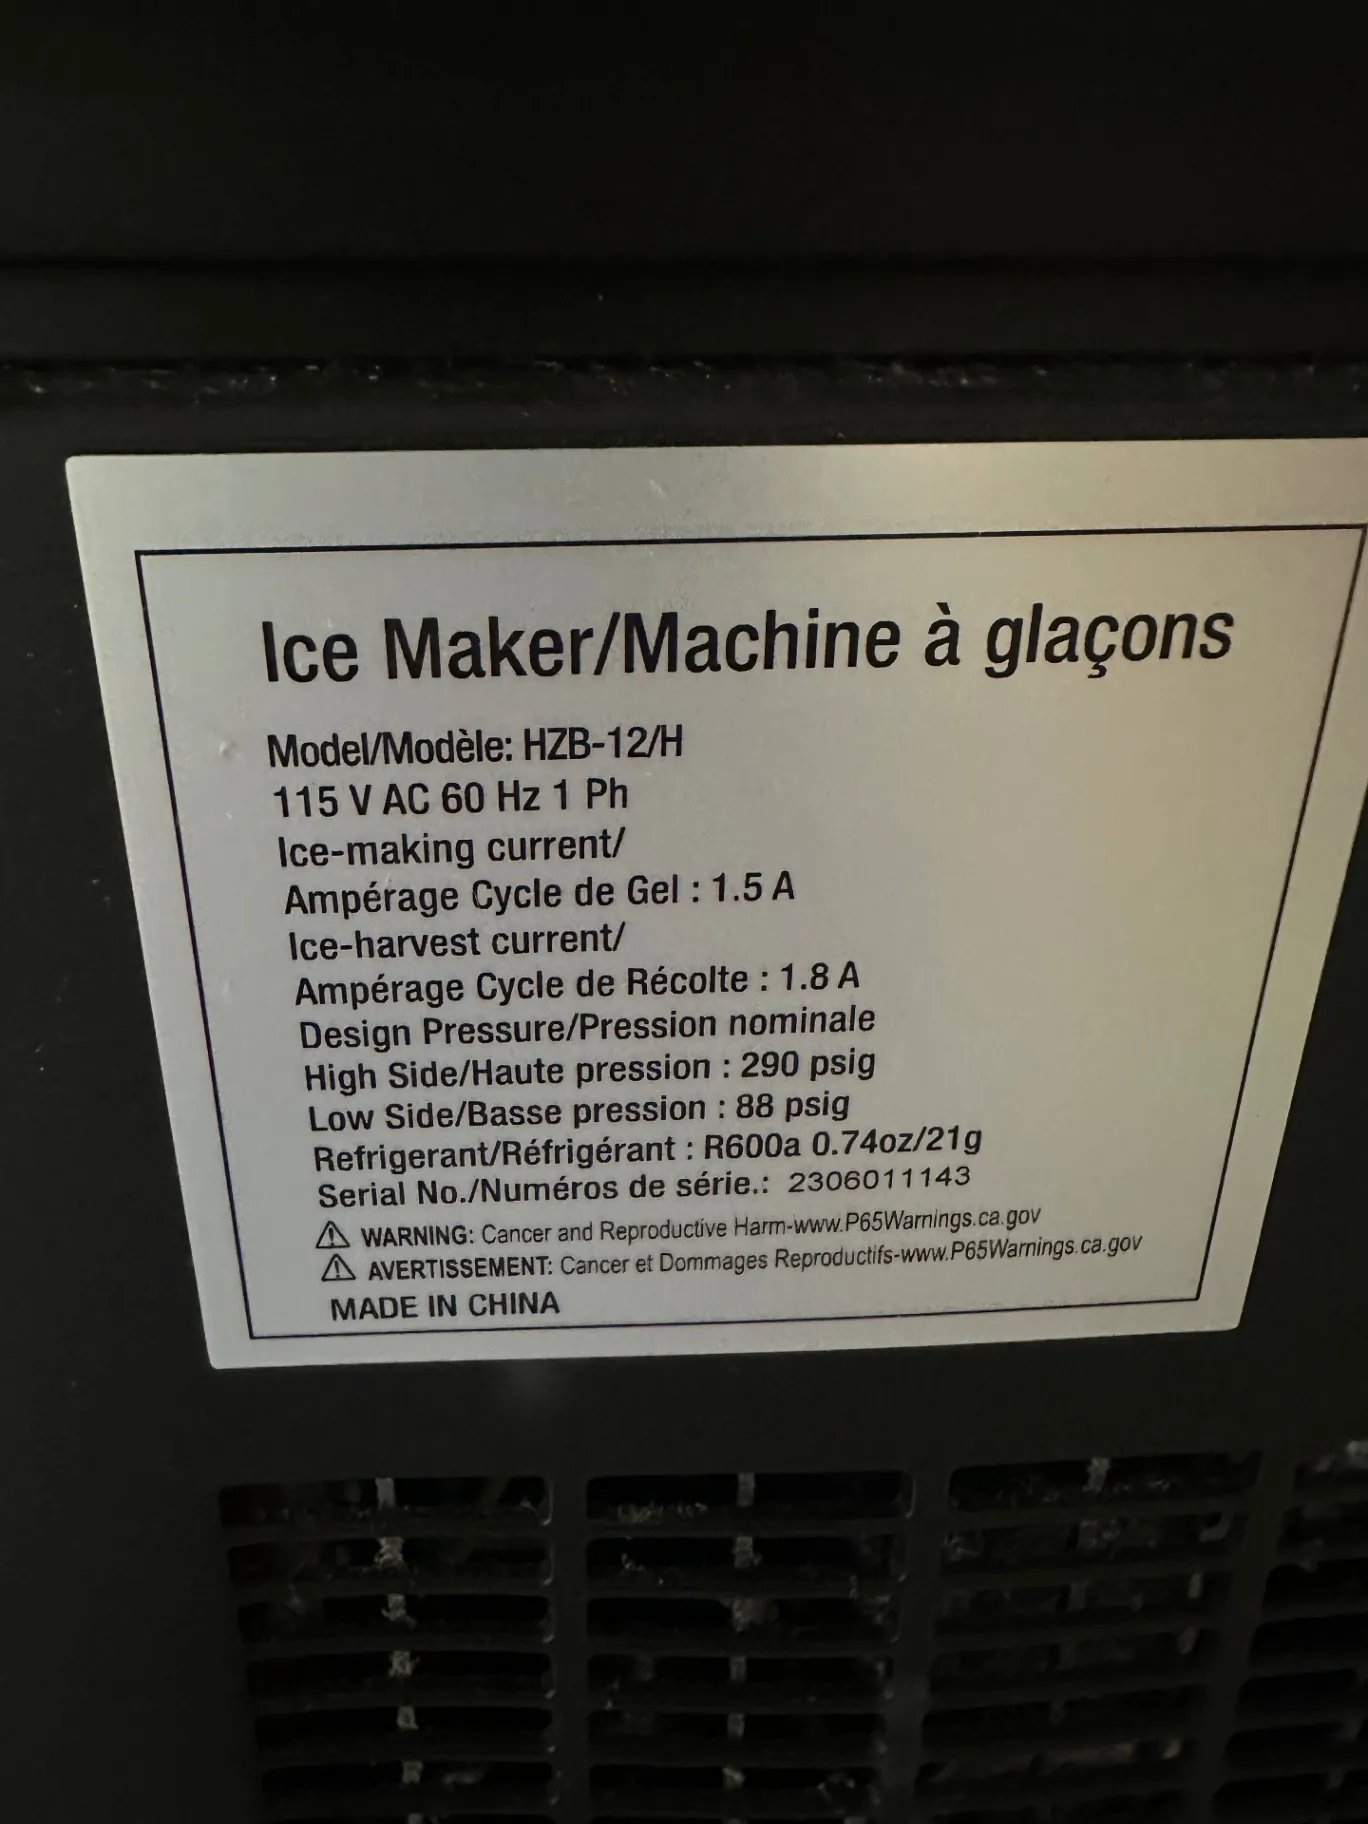 Ice Maker/Machine à glaçons
Model/Modèle: HZB-12/H
115 V AC 60 Hz 1 Ph
Ice-making current/
Ampérage Cycle de Gel : 1.5 A
Ice-harvest current/
Ampérage Cycle de Récolte : 1.8 A
Design Pressure/Pression nominale
High Side/Haute pression : 290 psig
Low Side/Basse pression : 88 psig
Refrigerant/Réfrigérant : R600a 0.74oz/21g
Serial No./Numéros de série.: 2306011143
⚠ WARNING: Cancer and Reproductive Harm-www.P65Warnings.ca.gov
⚠ AVERTISSEMENT: Cancer et Dommages Reproductifs-www.P65Warnings.ca.gov
MADE IN CHINA